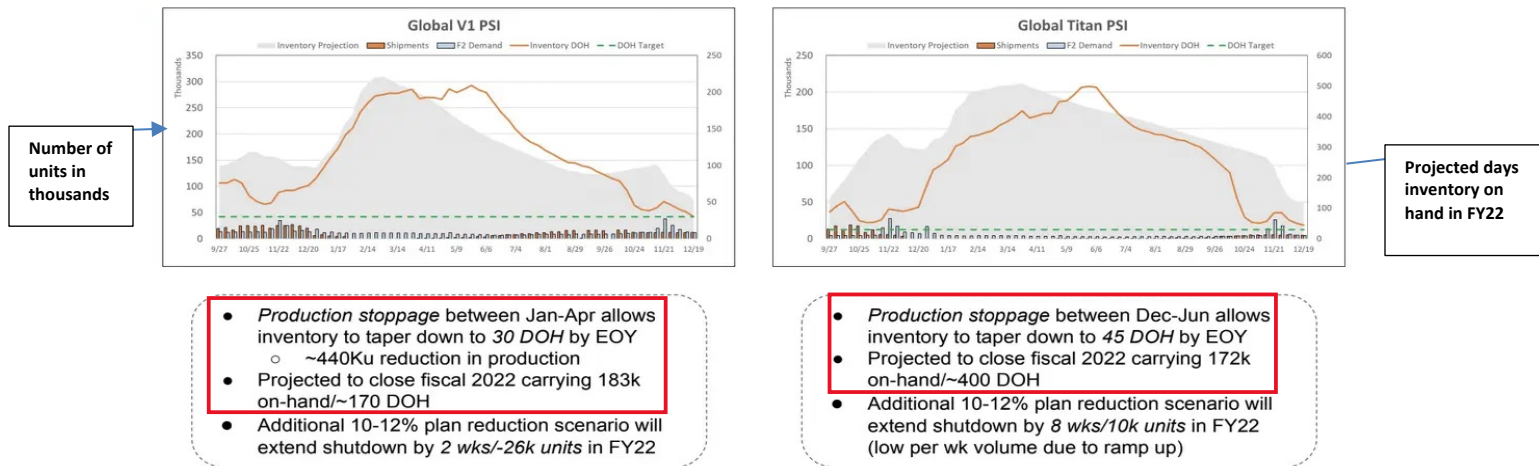 Global V1 PSI
Inventory Projection Shipments F2 Demand Inventory DOH DOH Target
Thousands
350
300
250
200
150
100
50
0
250
200
150
100
50
0
9/27 10/25 11/22 12/20 1/17 2/14 3/14 4/11 5/9 6/6 7/4 8/1 8/29 9/26 10/24 11/21 12/19
Global Titan PSI
Inventory Projection Shipments F2 Demand Inventory DOH DOH Target
Thousands
250
200
150
100
50
0
600
500
400
300
200
100
0
9/27 10/25 11/22 12/20 1/17 2/14 3/14 4/11 5/9 6/6 7/4 8/1 8/29 9/26 10/24 11/21 12/19
Number of
units in
thousands
Projected days
inventory on
hand in FY22
● Production stoppage between Jan-Apr allows
inventory to taper down to 30 DOH by EOY
○ ~440Ku reduction in production
● Projected to close fiscal 2022 carrying 183k
on-hand/~170 DOH
● Additional 10-12% plan reduction scenario will
extend shutdown by 2 wks/-26k units in FY22
● Production stoppage between Dec-Jun allows
inventory to taper down to 45 DOH by EOY
● Projected to close fiscal 2022 carrying 172k
on-hand/~400 DOH
● Additional 10-12% plan reduction scenario will
extend shutdown by 8 wks/10k units in FY22
(low per wk volume due to ramp up)